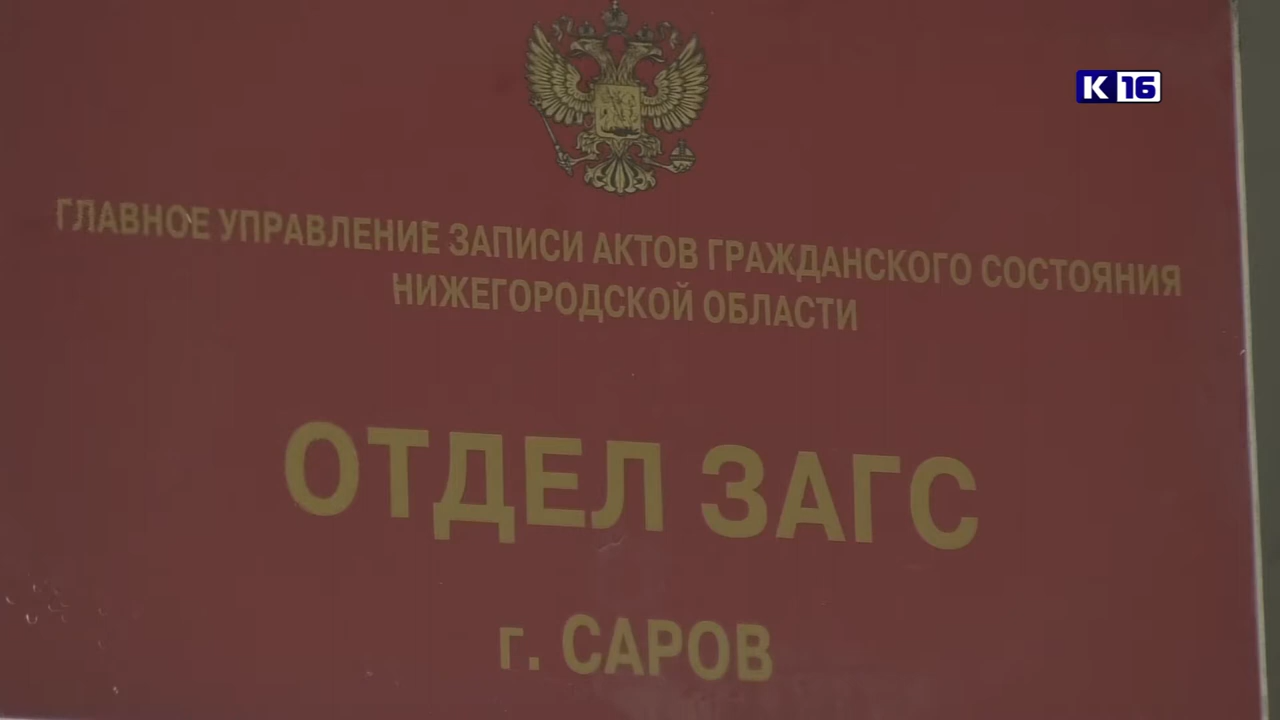 К 16
ГЛАВНОЕ УПРАВЛЕНИЕ ЗАПИСИ АКТОВ ГРАЖДАНСКОГО СОСТОЯНИЯ
НИЖЕГОРОДСКОЙ ОБЛАСТИ
ОТДЕЛ ЗАГС
г. САРОВ